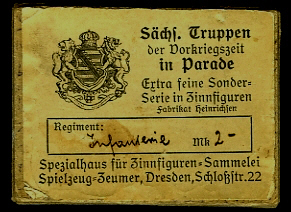 Sächs. Truppen
der Vorkriegszeit
in Parade
Extra feine Sonder-
Serie in Zinnfiguren
Fabrikat Heinrichsen
Regiment:
Infanterie Mk 2-
Spezialhaus für Zinnfiguren-Sammelei
Spielzeug-Zeumer, Dresden, Schloßstr. 22